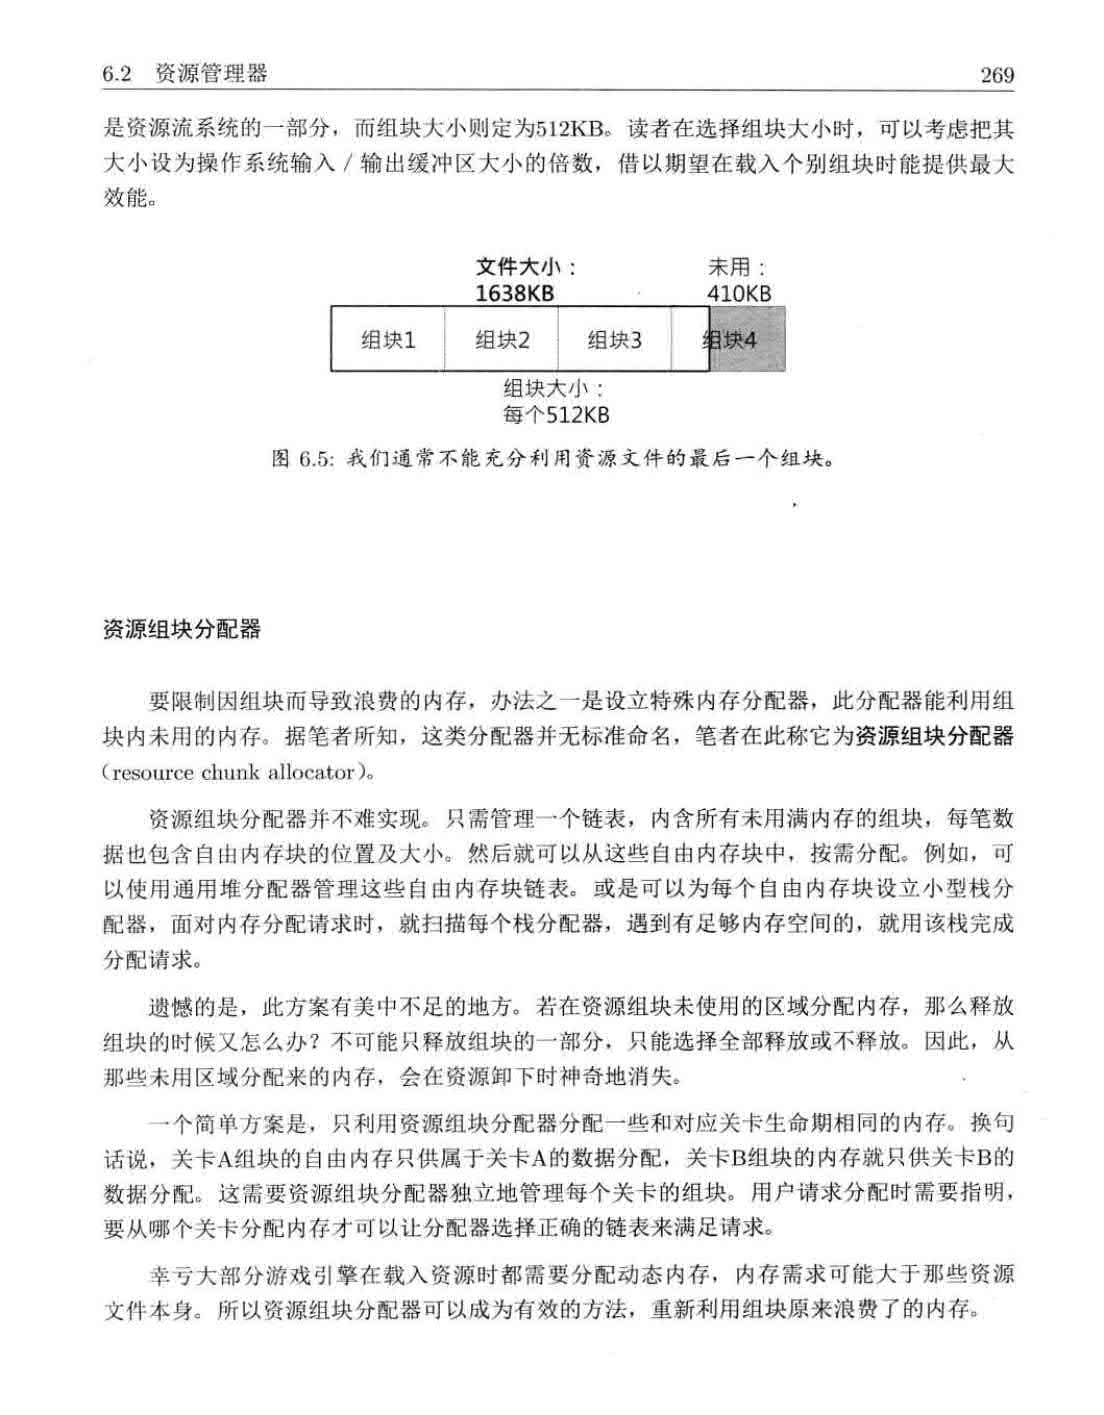 6.2 资源管理器 269
是资源流系统的一部分，而组块大小则定为512KB。读者在选择组块大小时，可以考虑把其
大小设为操作系统输入／输出缓冲区大小的倍数，借以期望在载入个别组块时能提供最大
效能。
文件大小： 未用：
1638KB 410KB
组块1 组块2 组块3 组块4
组块大小：
每个512KB
图 6.5: 我们通常不能充分利用资源文件的最后一个组块。
资源组块分配器
要限制因组块而导致浪费的内存，办法之一是设立特殊内存分配器，此分配器能利用组
块内未用的内存。据笔者所知，这类分配器并无标准命名，笔者在此称它为资源组块分配器
（resource chunk allocator）。
资源组块分配器并不难实现。只需管理一个链表，内含所有未用满内存的组块，每笔数
据也包含自由内存块的位置及大小。然后就可以从这些自由内存块中，按需分配。例如，可
以使用通用堆分配器管理这些自由内存块链表。或是可以为每个自由内存块设立小型栈分
配器，面对内存分配请求时，就扫描每个栈分配器，遇到有足够内存空间的，就用该栈完成
分配请求。
遗憾的是，此方案有美中不足的地方。若在资源组块未使用的区域分配内存，那么释放
组块的时候又怎么办？不可能只释放组块的一部分，只能选择全部释放或不释放。因此，从
那些未用区域分配来的内存，会在资源卸下时神奇地消失。
一个简单方案是，只利用资源组块分配器分配一些和对应关卡生命期相同的内存。换句
话说，关卡A组块的自由内存只供属于关卡A的数据分配，关卡B组块的内存就只供关卡B的
数据分配。这需要资源组块分配器独立地管理每个关卡的组块。用户请求分配时需要指明，
要从哪个关卡分配内存才可以让分配器选择正确的链表来满足请求。
幸亏大部分游戏引擎在载入资源时都需要分配动态内存，内存需求可能大于那些资源
文件本身。所以资源组块分配器可以成为有效的方法，重新利用组块原来浪费了的内存。